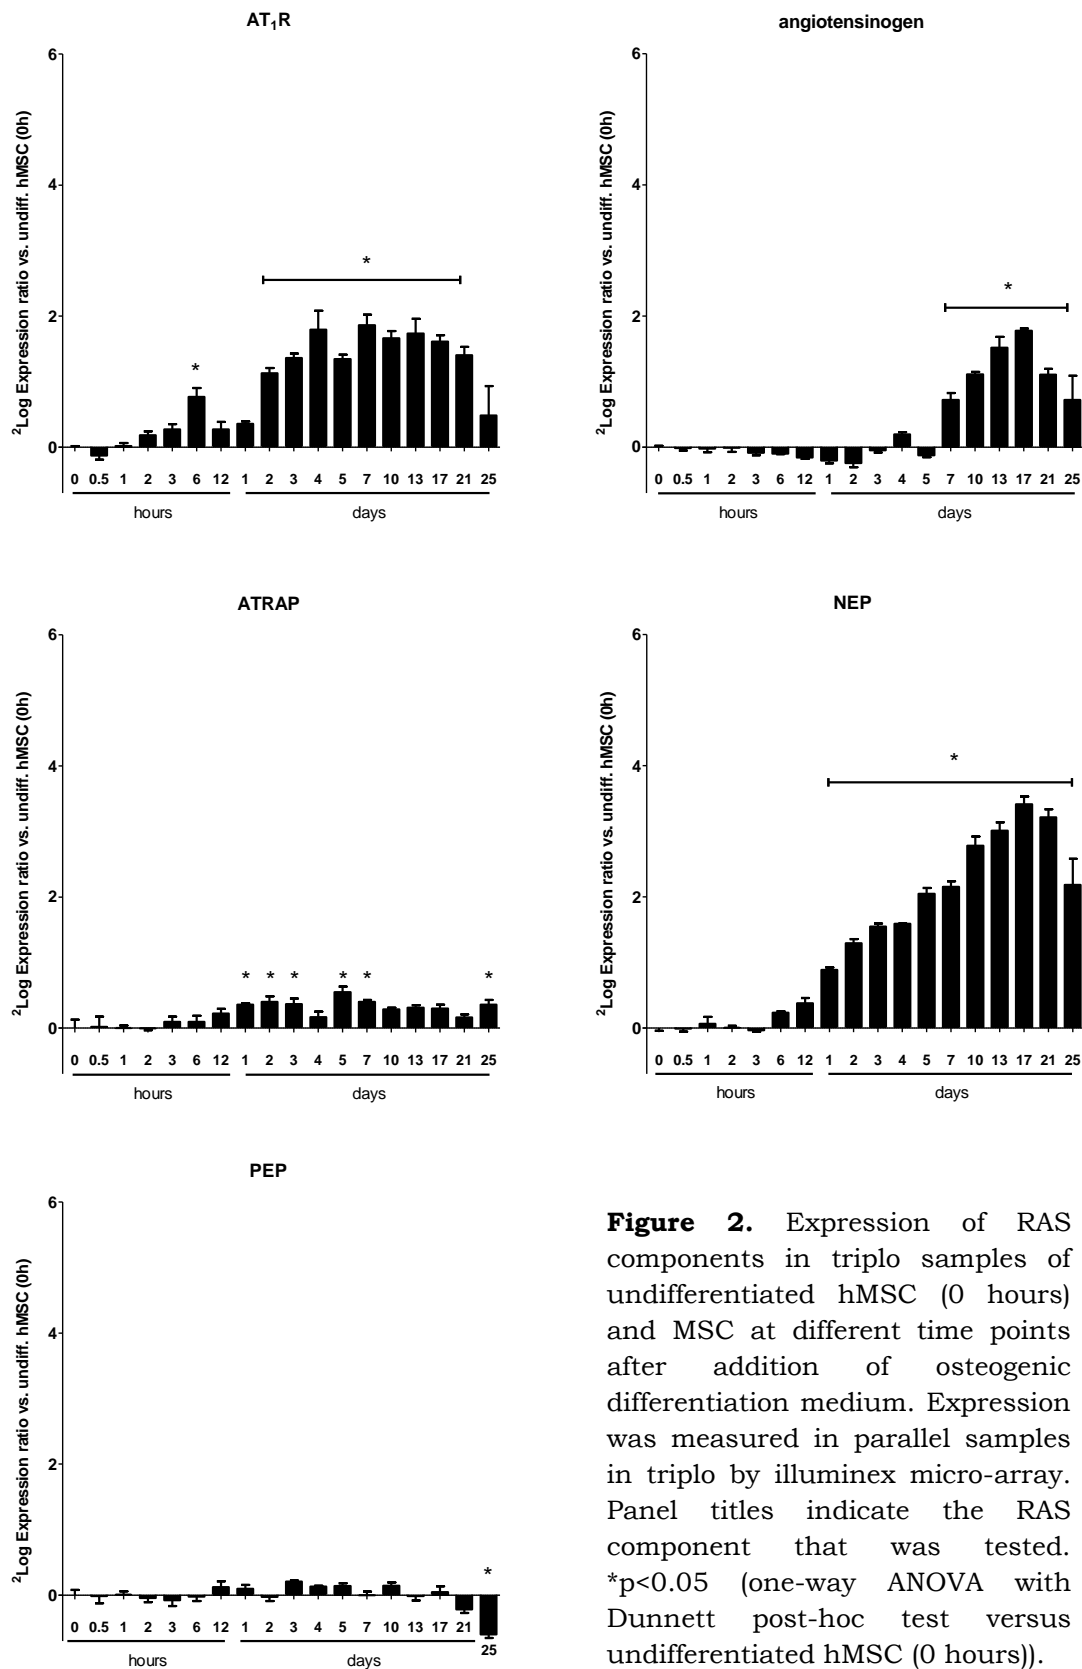 AT₁R
²Log Expression ratio vs. undiff. hMSC (0h)
6
4
2
0
*
*
0 0.5 1 2 3 6 12 1 2 3 4 5 7 10 13 17 21 25
hours days
angiotensinogen
²Log Expression ratio vs. undiff. hMSC (0h)
6
4
2
0
*
0 0.5 1 2 3 6 12 1 2 3 4 5 7 10 13 17 21 25
hours days
ATRAP
²Log Expression ratio vs. undiff. hMSC (0h)
6
4
2
0
* * * * * *
0 0.5 1 2 3 6 12 1 2 3 4 5 7 10 13 17 21 25
hours days
NEP
²Log Expression ratio vs. undiff. hMSC (0h)
6
4
2
0
*
0 0.5 1 2 3 6 12 1 2 3 4 5 7 10 13 17 21 25
hours days
PEP
²Log Expression ratio vs. undiff. hMSC (0h)
6
4
2
0
*
0 0.5 1 2 3 6 12 1 2 3 4 5 7 10 13 17 21 25
hours days
Figure 2. Expression of RAS
components in triplo samples of
undifferentiated hMSC (0 hours)
and MSC at different time points
after addition of osteogenic
differentiation medium. Expression
was measured in parallel samples
in triplo by illuminex micro-array.
Panel titles indicate the RAS
component that was tested.
*p<0.05 (one-way ANOVA with
Dunnett post-hoc test versus
undifferentiated hMSC (0 hours)).